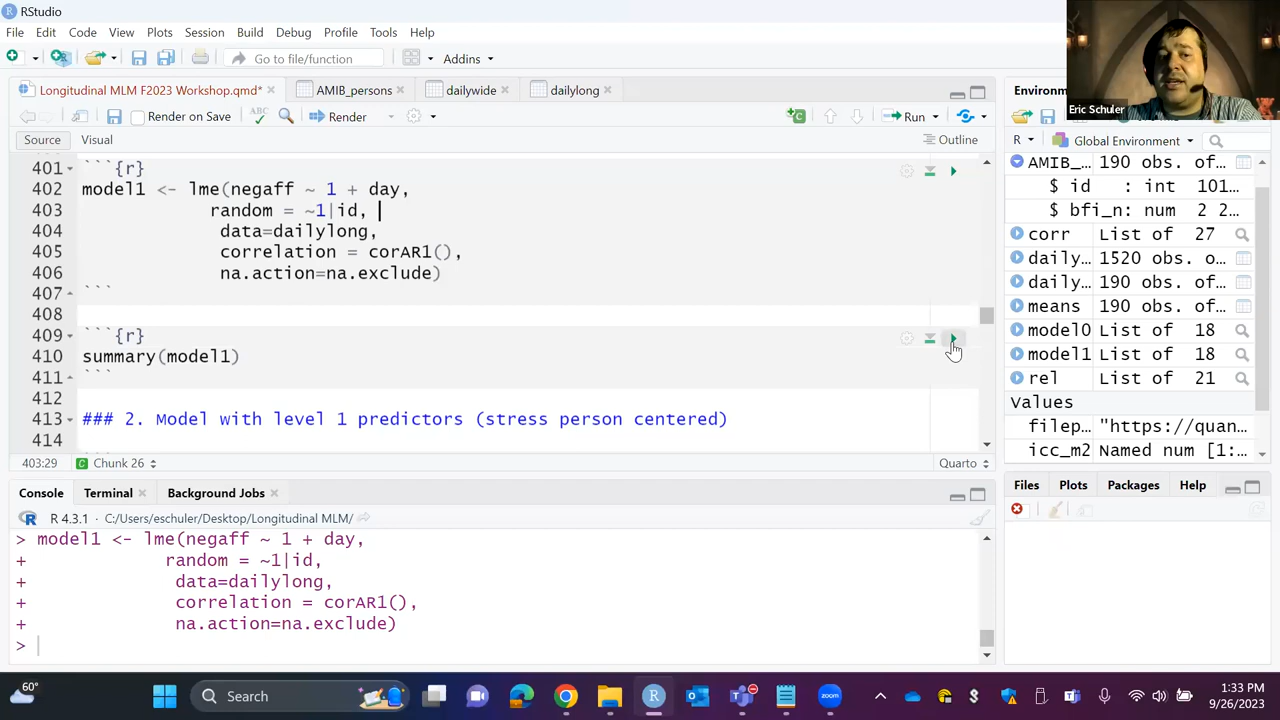 RStudio
File Edit Code View Plots Session Build Debug Profile Tools Help
Go to file/function Addins
Longitudinal MLM F2023 Workshop.qmd* AMIB_persons dailywide dailylong
Render on Save Render Run
Source Visual Outline
401 ```{r}
402 model1 <- lme(negaff ~ 1 + day,
403 random = ~1|id,
404 data=dailylong,
405 correlation = corAR1(),
406 na.action=na.exclude)
407 ```
408
409 ```{r}
410 summary(model1)
411 ```
412
413 ### 2. Model with level 1 predictors (stress person centered)
414
403:29 Chunk 26 Quarto
Console Terminal Background Jobs
R 4.3.1 · C:/Users/eschuler/Desktop/Longitudinal MLM/
> model1 <- lme(negaff ~ 1 + day,
+ random = ~1|id,
+ data=dailylong,
+ correlation = corAR1(),
+ na.action=na.exclude)
>
Eric Schuler
R Global Environment
AMIB_… 190 obs. of…
$ id : int 101…
$ bfi_n: num 2 2…
corr List of 27
daily… 1520 obs. o…
daily… 190 obs. of…
means 190 obs. of…
model0 List of 18
model1 List of 18
rel List of 21
Values
filep… "https://quan…
icc_m2 Named num [1:…
Files Plots Packages Help
60°
Search
1:33 PM
9/26/2023